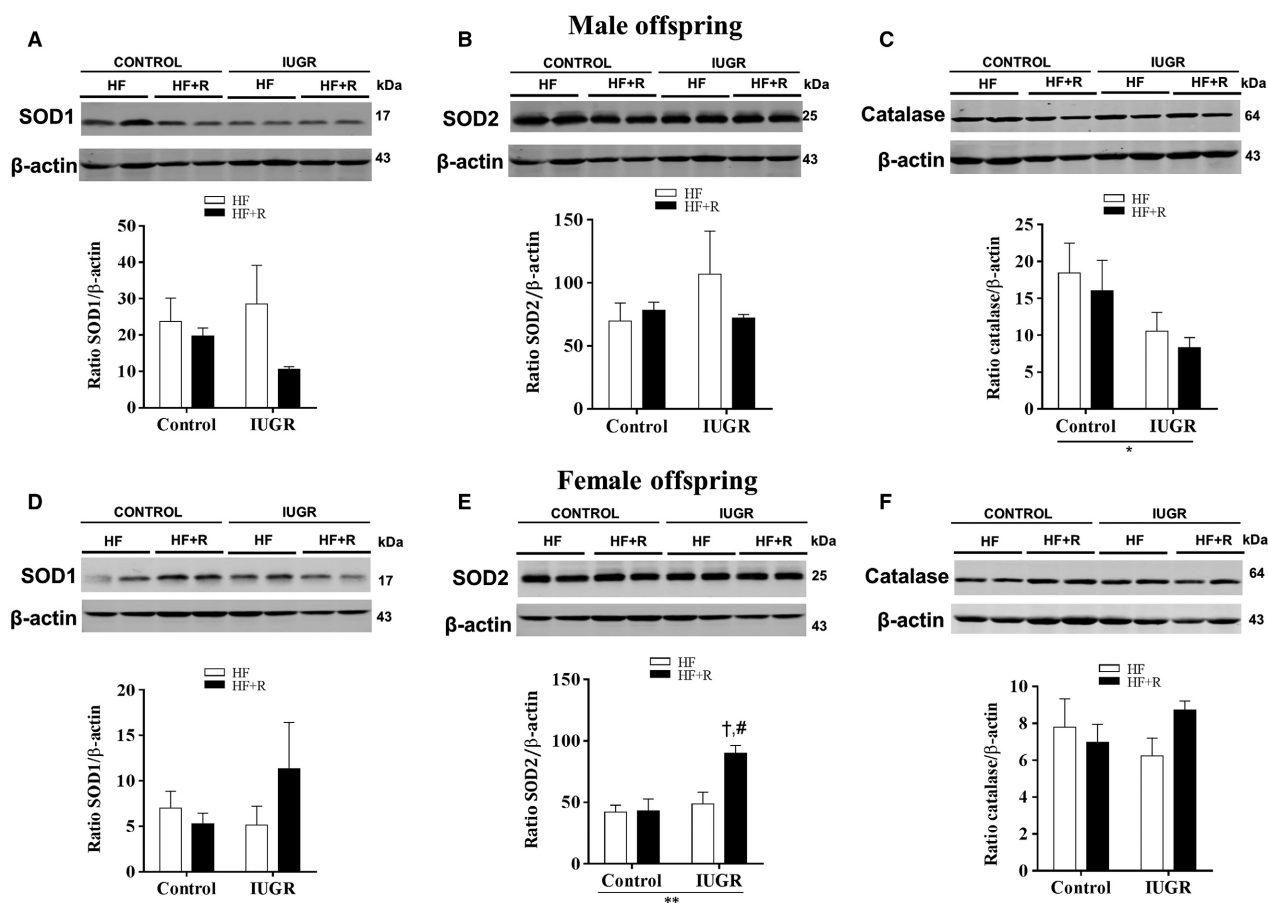 Male offspring
A
CONTROL IUGR
HF HF+R HF HF+R kDa
SOD1 17
β-actin 43
HF
HF+R
Ratio SOD1/β-actin
50
40
30
20
10
0
Control IUGR
B
CONTROL IUGR
HF HF+R HF HF+R kDa
SOD2 25
β-actin 43
HF
HF+R
Ratio SOD2/β-actin
150
100
50
0
Control IUGR
C
CONTROL IUGR
HF HF+R HF HF+R kDa
Catalase 64
β-actin 43
HF
HF+R
Ratio catalase/β-actin
25
20
15
10
5
0
Control IUGR
*
Female offspring
D
CONTROL IUGR
HF HF+R HF HF+R kDa
SOD1 17
β-actin 43
HF
HF+R
Ratio SOD1/β-actin
20
15
10
5
0
Control IUGR
E
CONTROL IUGR
HF HF+R HF HF+R kDa
SOD2 25
β-actin 43
HF
HF+R
Ratio SOD2/β-actin
150
100
50
0
†,#
Control IUGR
**
F
CONTROL IUGR
HF HF+R HF HF+R kDa
Catalase 64
β-actin 43
HF
HF+R
Ratio catalase/β-actin
10
8
6
4
2
0
Control IUGR